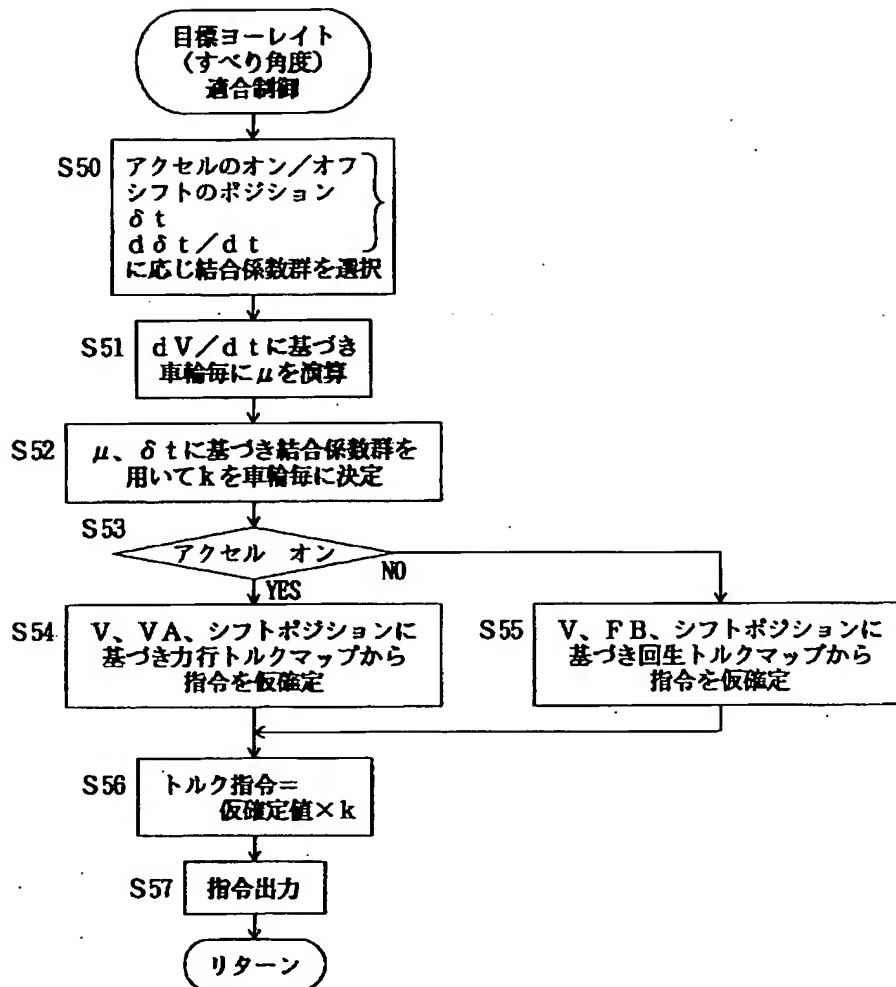 目標ヨーレイト
(すべり角度)
適合制御
S50
アクセルのオン／オフ
シフトのポジション
δt
dδt／dt
に応じ結合係数群を選択
S51
dV／dtに基づき
車輪毎にμを演算
S52
μ、δtに基づき結合係数群を
用いてkを車輪毎に決定
S53
アクセル オン
NO
YES
S54
V、VA、シフトポジションに
基づき力行トルクマップから
指令を仮確定
S55
V、FB、シフトポジションに
基づき回生トルクマップから
指令を仮確定
S56
トルク指令＝
仮確定値×k
S57
指令出力
リターン